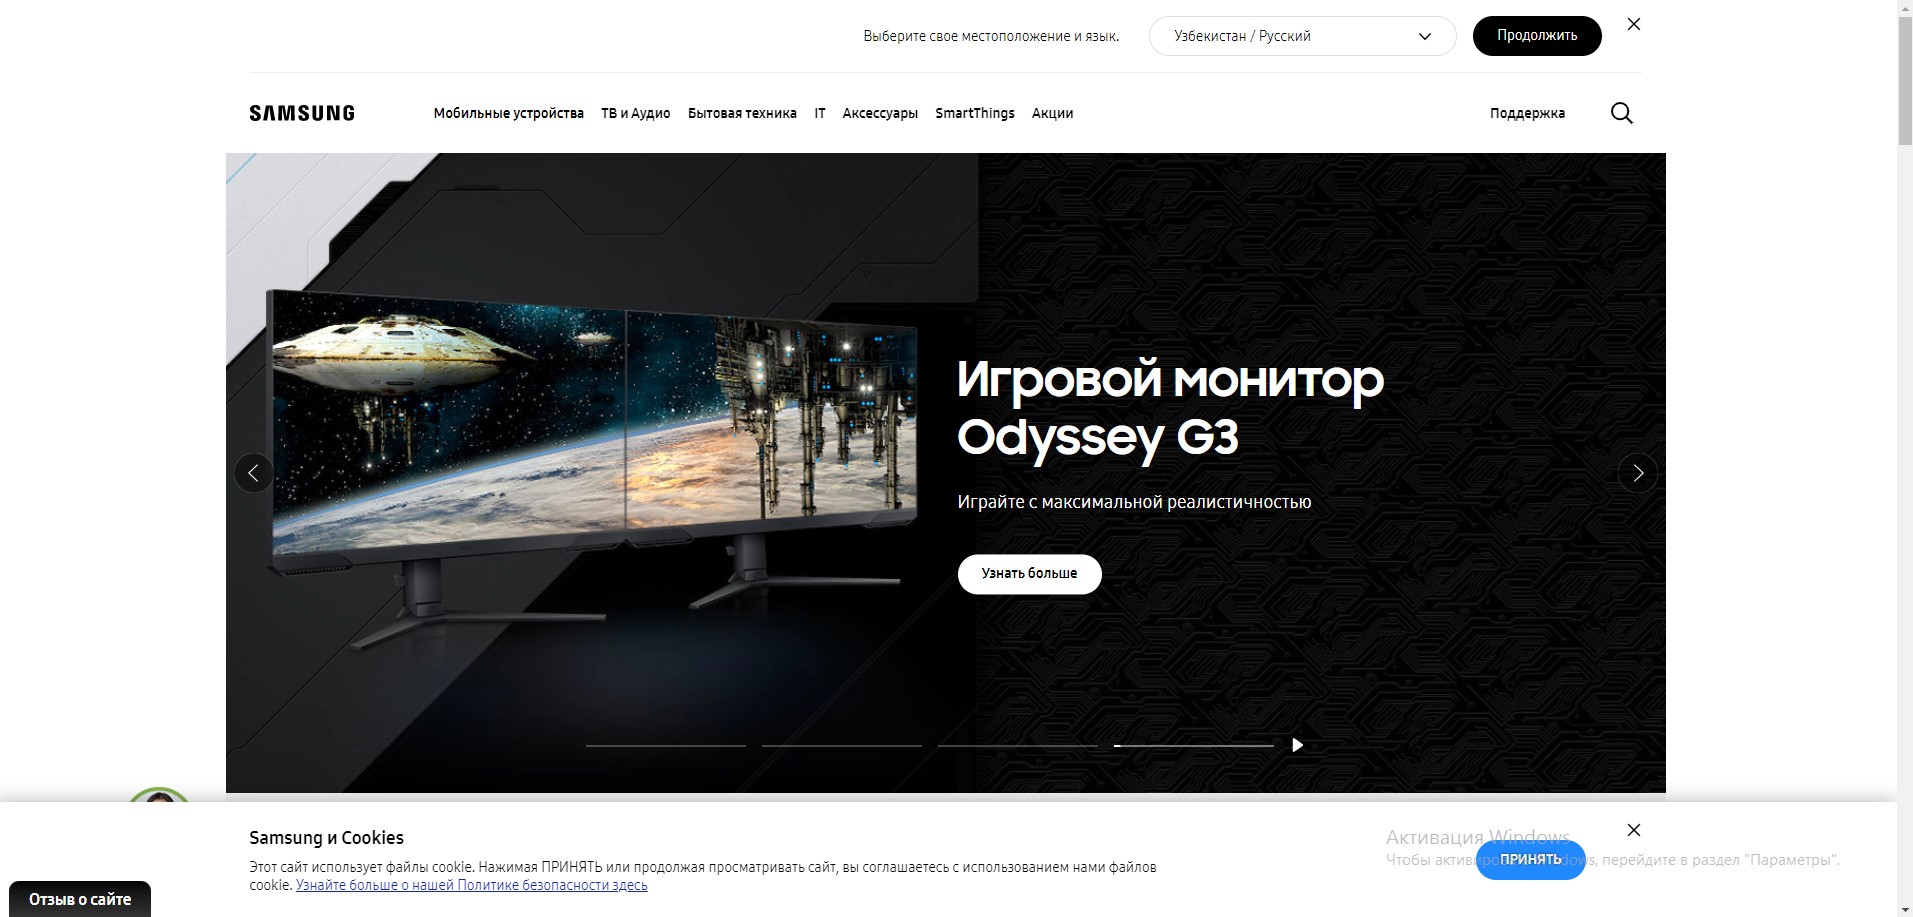 Выберите свое местоположение и язык.
Узбекистан / Русский
Продолжить
SAMSUNG
Мобильные устройства
ТВ и Аудио
Бытовая техника
IT
Аксессуары
SmartThings
Акции
Поддержка
Игровой монитор
Odyssey G3
Играйте с максимальной реалистичностью
Узнать больше
Samsung и Cookies
Этот сайт использует файлы cookie. Нажимая ПРИНЯТЬ или продолжая просматривать сайт, вы соглашаетесь с использованием нами файлов
cookie. Узнайте больше о нашей Политике безопасности здесь
Активация Windows
Чтобы активировать Windows, перейдите в раздел "Параметры".
ПРИНЯТЬ
Отзыв о сайте